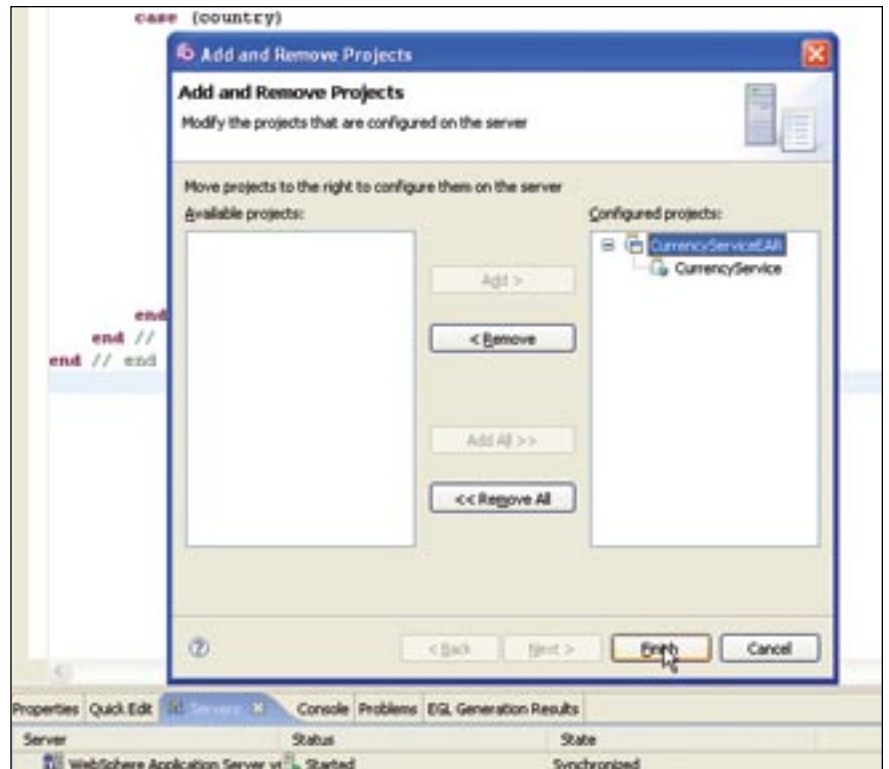 case (country)
Add and Remove Projects
Add and Remove Projects
Modify the projects that are configured on the server
Move projects to the right to configure them on the server
Available projects:
Configured projects:
CurrencyServiceEAR
CurrencyService
Add >
< Remove
Add All >>
<< Remove All
end
end //
end // end
< Back
Next >
Finish
Cancel
Properties
Quick Edit
Servers
Console
Problems
EGL Generation Results
Server
Status
State
WebSphere Application Server
Started
Synchronized